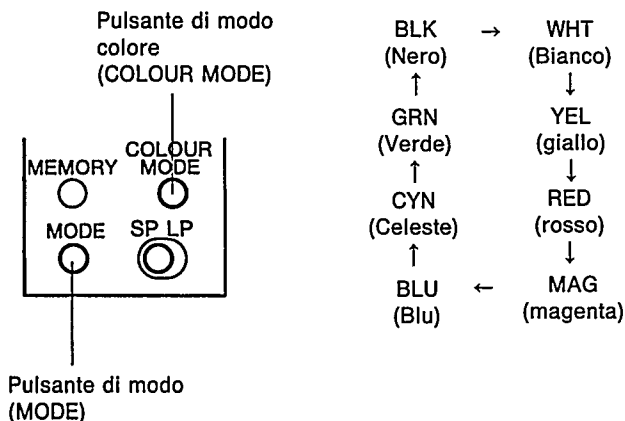 Pulsante di modo
colore
(COLOUR MODE)
COLOUR
MEMORY MODE
MODE SP LP
Pulsante di modo
(MODE)
BLK → WHT
(Nero) (Bianco)
↑ ↓
GRN YEL
(Verde) (giallo)
↑ ↓
CYN RED
(Celeste) (rosso)
↑ ↓
BLU ← MAG
(Blu) (magenta)